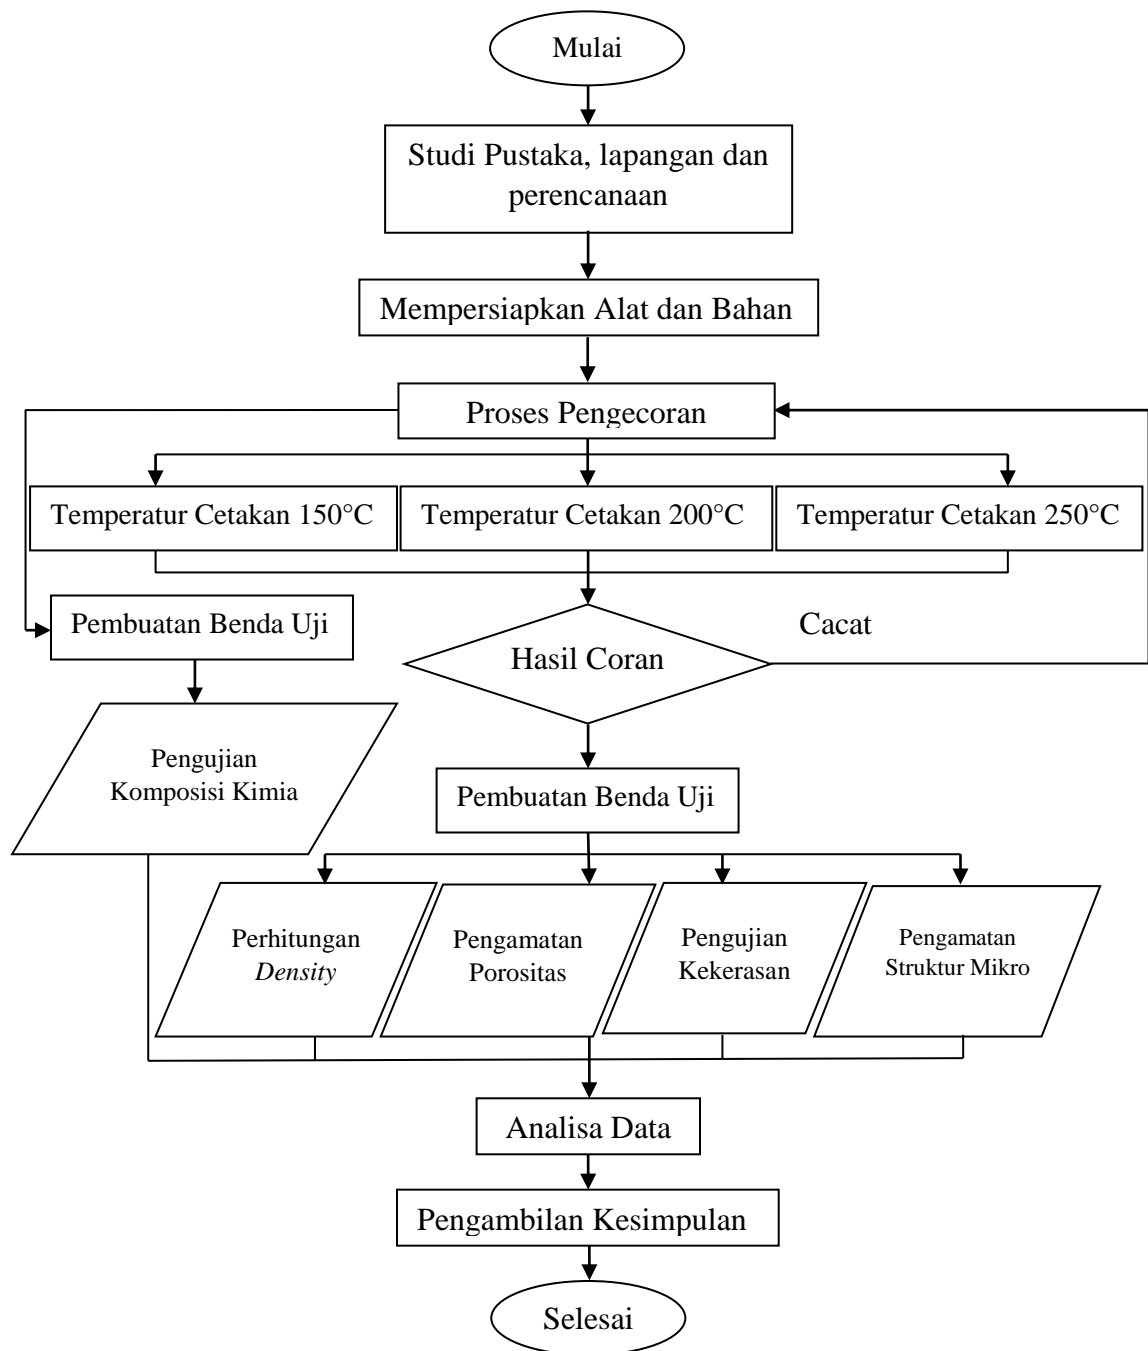 Mulai
Studi Pustaka, lapangan dan
perencanaan
Mempersiapkan Alat dan Bahan
Proses Pengecoran
Temperatur Cetakan 150°C
Temperatur Cetakan 200°C
Temperatur Cetakan 250°C
Pembuatan Benda Uji
Cacat
Hasil Coran
Pengujian
Komposisi Kimia
Pembuatan Benda Uji
Perhitungan
Density
Pengamatan
Porositas
Pengujian
Kekerasan
Pengamatan
Struktur Mikro
Analisa Data
Pengambilan Kesimpulan
Selesai